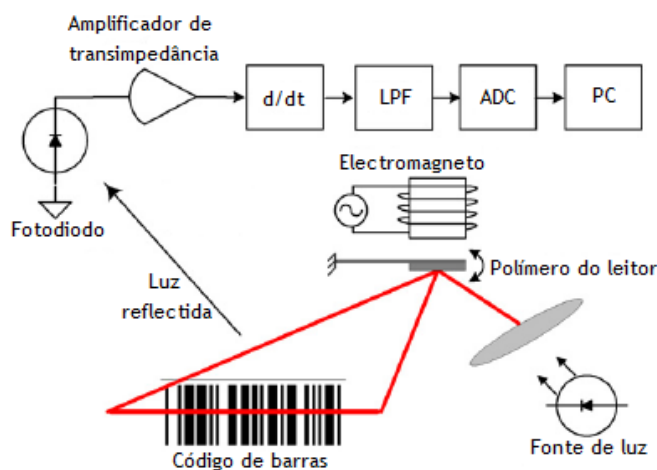 Amplificador de
transimpedância
d/dt
LPF
ADC
PC
Electromagneto
Fotodiodo
Polímero do leitor
Luz
reflectida
Código de barras
Fonte de luz